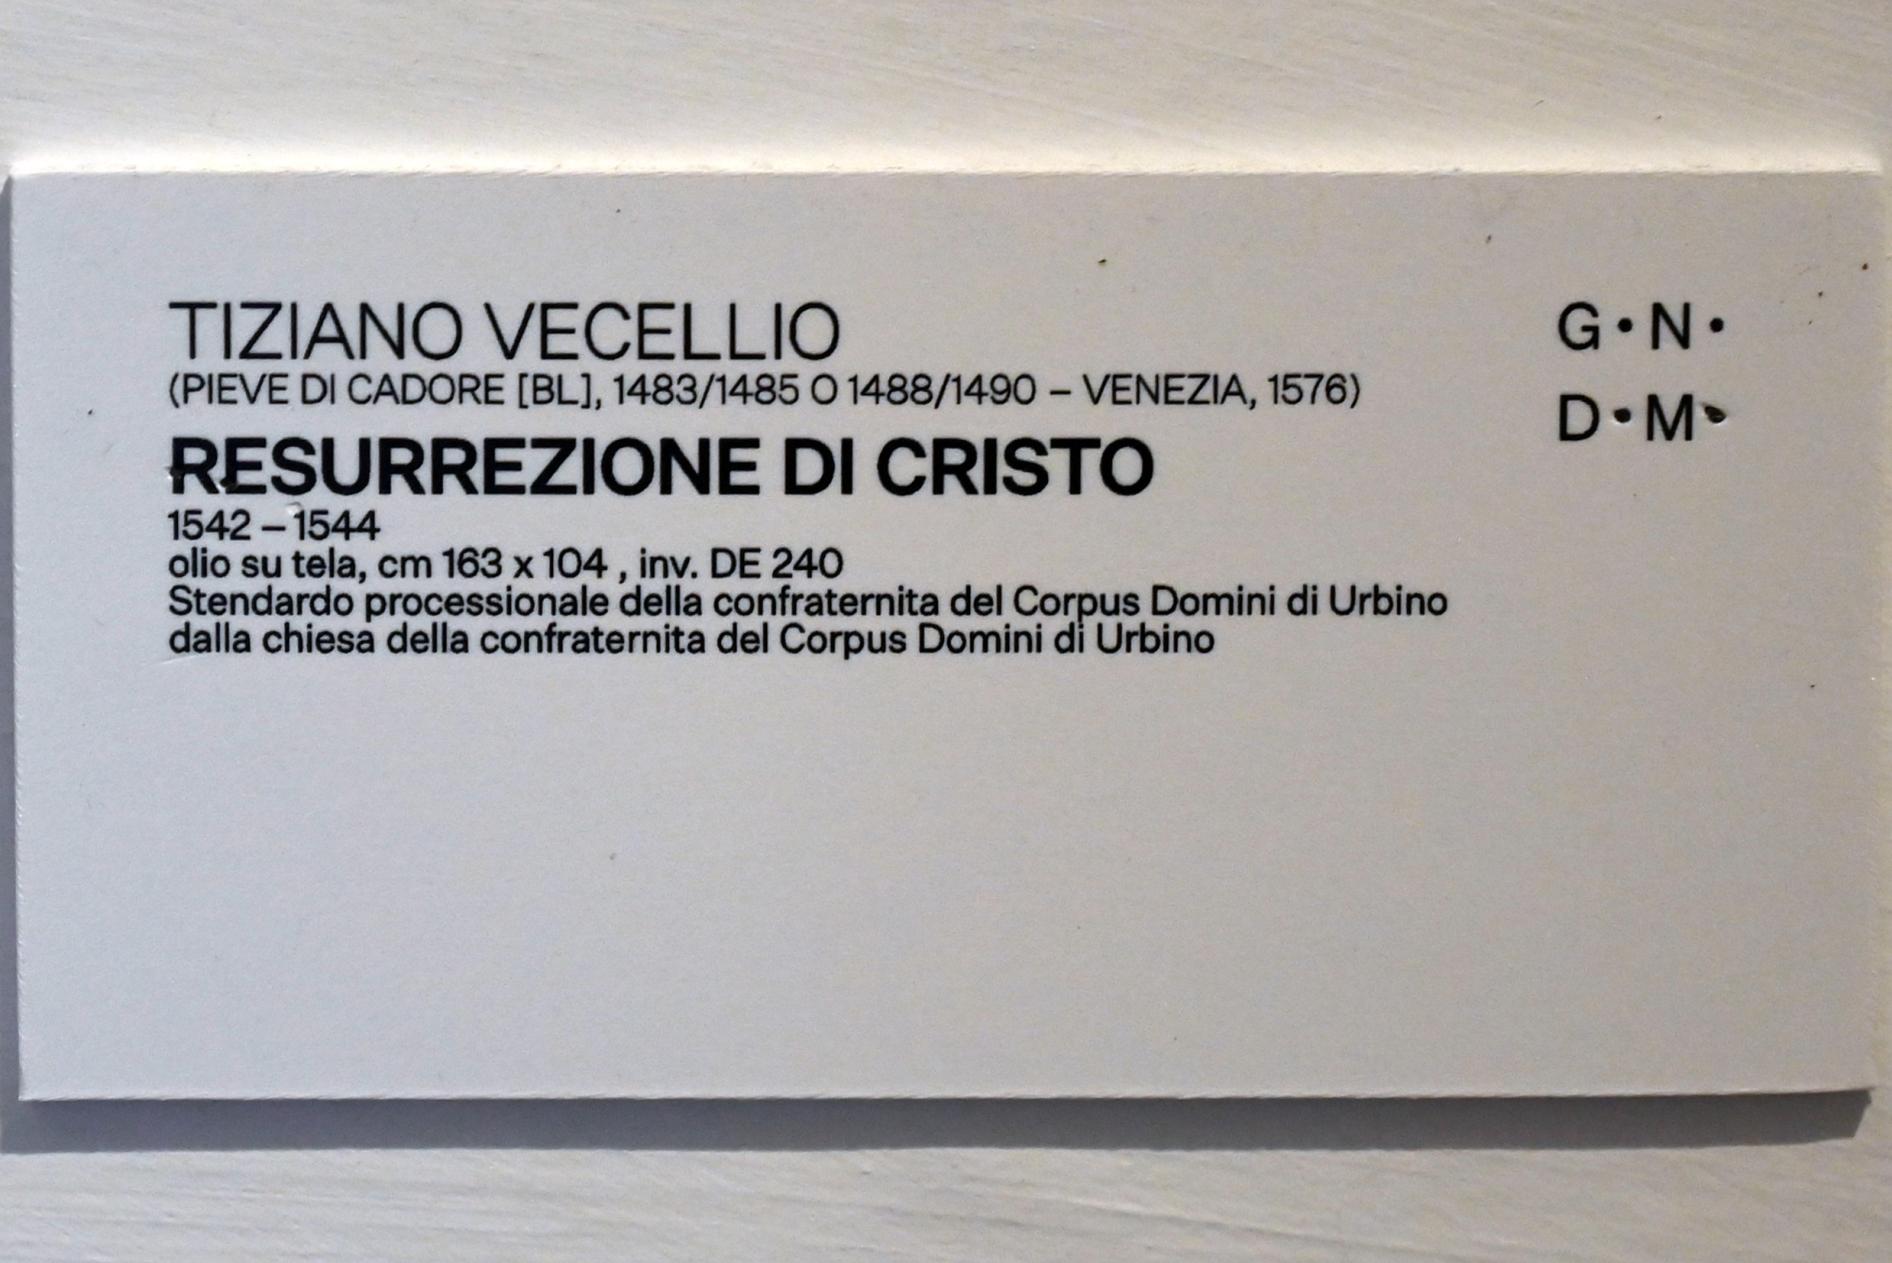 TIZIANO VECELLIO
(PIEVE DI CADORE [BL], 1483/1485 O 1488/1490 – VENEZIA, 1576)
RESURREZIONE DI CRISTO
1542 – 1544
olio su tela, cm 163 x 104 , inv. DE 240
Stendardo processionale della confraternita del Corpus Domini di Urbino
dalla chiesa della confraternita del Corpus Domini di Urbino
G • N •
D • M •